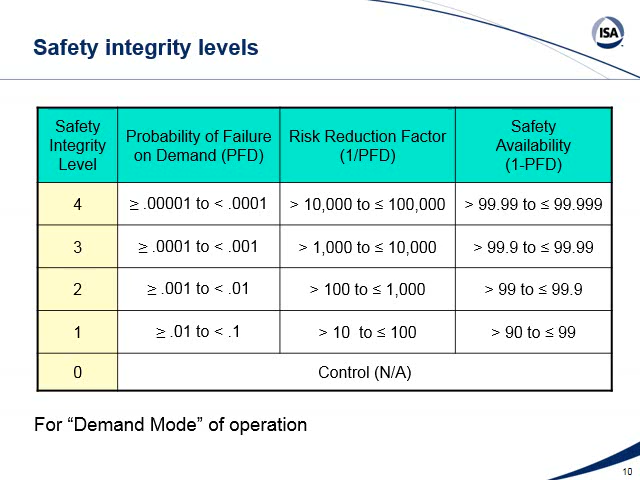 Safety integrity levels
ISA
Safety Integrity Level
Probability of Failure on Demand (PFD)
Risk Reduction Factor (1/PFD)
Safety Availability (1-PFD)
4
≥ .00001 to < .0001
> 10,000 to ≤ 100,000
> 99.99 to ≤ 99.999
3
≥ .0001 to < .001
> 1,000 to ≤ 10,000
> 99.9 to ≤ 99.99
2
≥ .001 to < .01
> 100 to ≤ 1,000
> 99 to ≤ 99.9
1
≥ .01 to < .1
> 10 to ≤ 100
> 90 to ≤ 99
0
Control (N/A)
For “Demand Mode” of operation
10